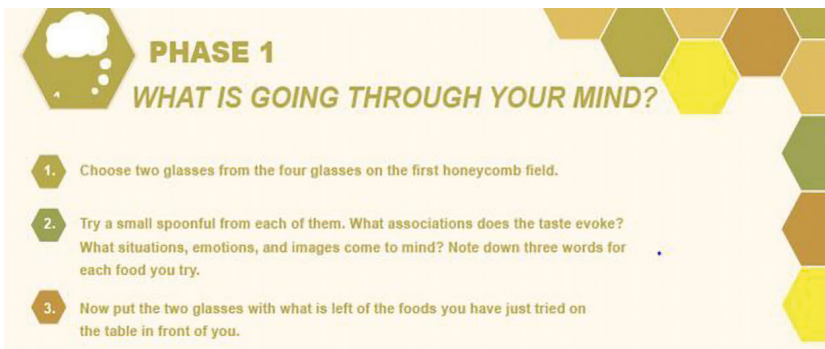 PHASE 1
WHAT IS GOING THROUGH YOUR MIND?
1. Choose two glasses from the four glasses on the first honeycomb field.
2. Try a small spoonful from each of them. What associations does the taste evoke?
What situations, emotions, and images come to mind? Note down three words for
each food you try.
3. Now put the two glasses with what is left of the foods you have just tried on
the table in front of you.